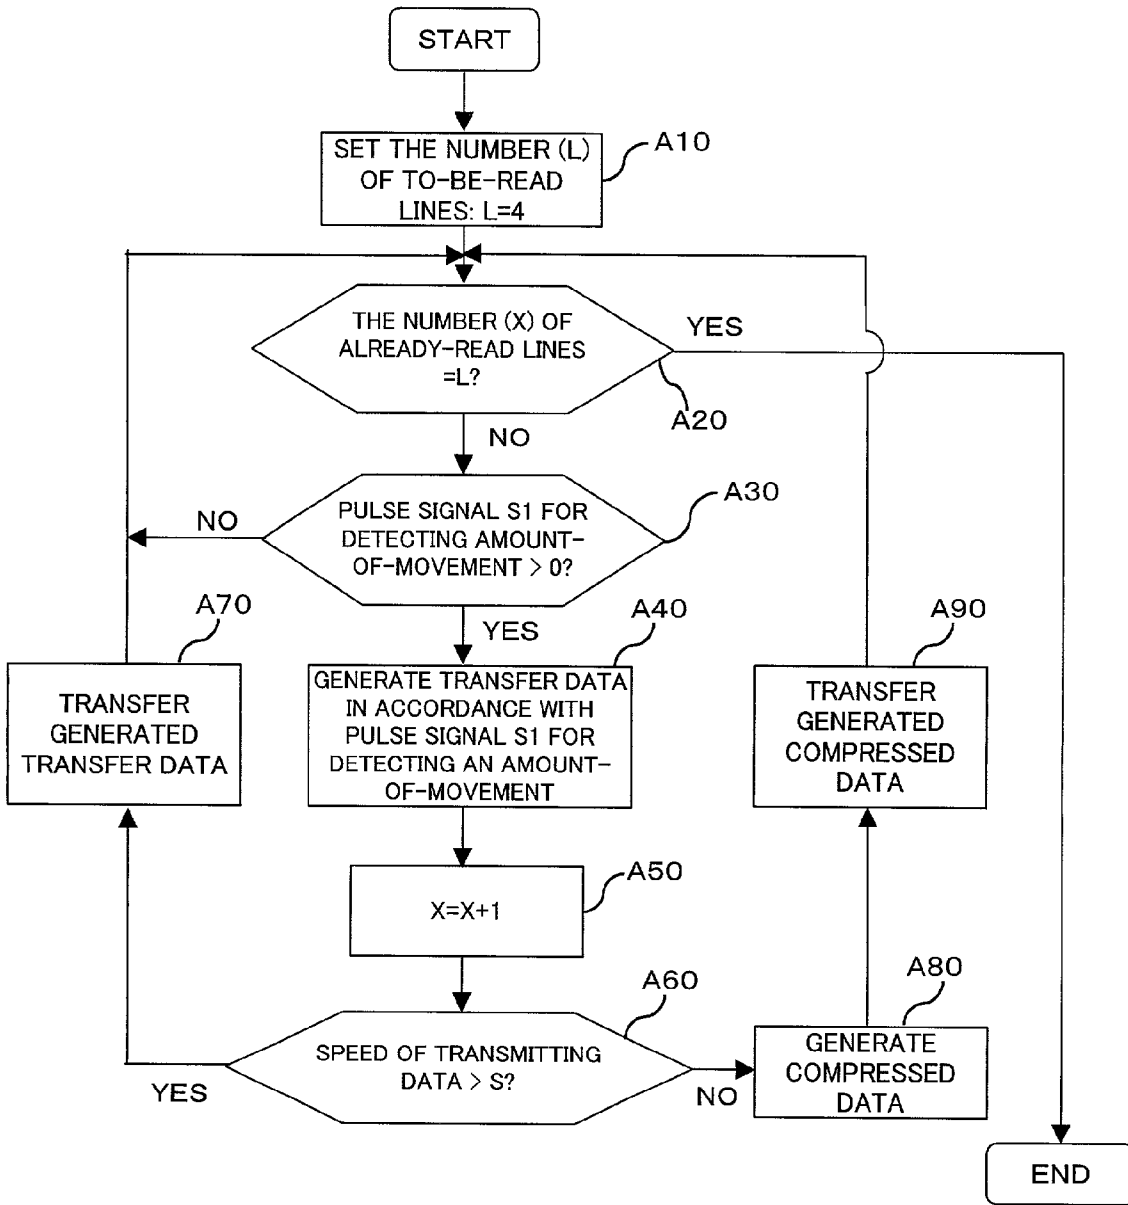 START
SET THE NUMBER (L)
OF TO-BE-READ
LINES: L=4
A10
THE NUMBER (X) OF
ALREADY-READ LINES
=L?
YES
A20
NO
PULSE SIGNAL S1 FOR
DETECTING AMOUNT-
OF-MOVEMENT > 0?
A30
NO
YES
A70
TRANSFER
GENERATED
TRANSFER DATA
A40
GENERATE TRANSFER DATA
IN ACCORDANCE WITH
PULSE SIGNAL S1 FOR
DETECTING AN AMOUNT-
OF-MOVEMENT
A90
TRANSFER
GENERATED
COMPRESSED
DATA
A50
X=X+1
A60
SPEED OF TRANSMITTING
DATA > S?
YES
NO
A80
GENERATE
COMPRESSED
DATA
END